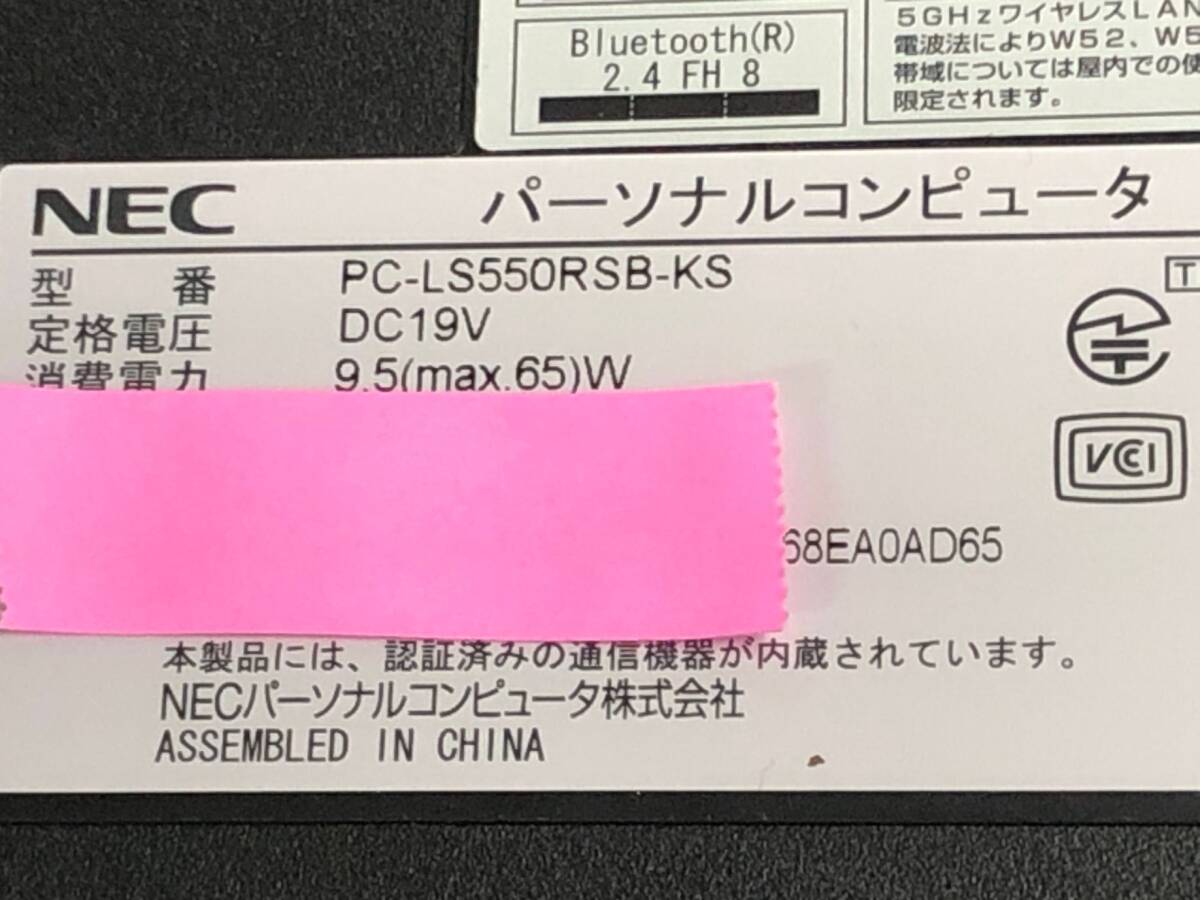 Bluetooth(R)
2.4 FH 8
5GHzワイヤレスLAN
電波法によりW52、W5
帯域については屋内での使
限定されます。
NEC パーソナルコンピュータ
型番 PC-LS550RSB-KS
定格電圧 DC19V
消費電力 9.5(max.65)W
T
VCCI
68EA0AD65
本製品には、認証済みの通信機器が内蔵されています。
NECパーソナルコンピュータ株式会社
ASSEMBLED IN CHINA